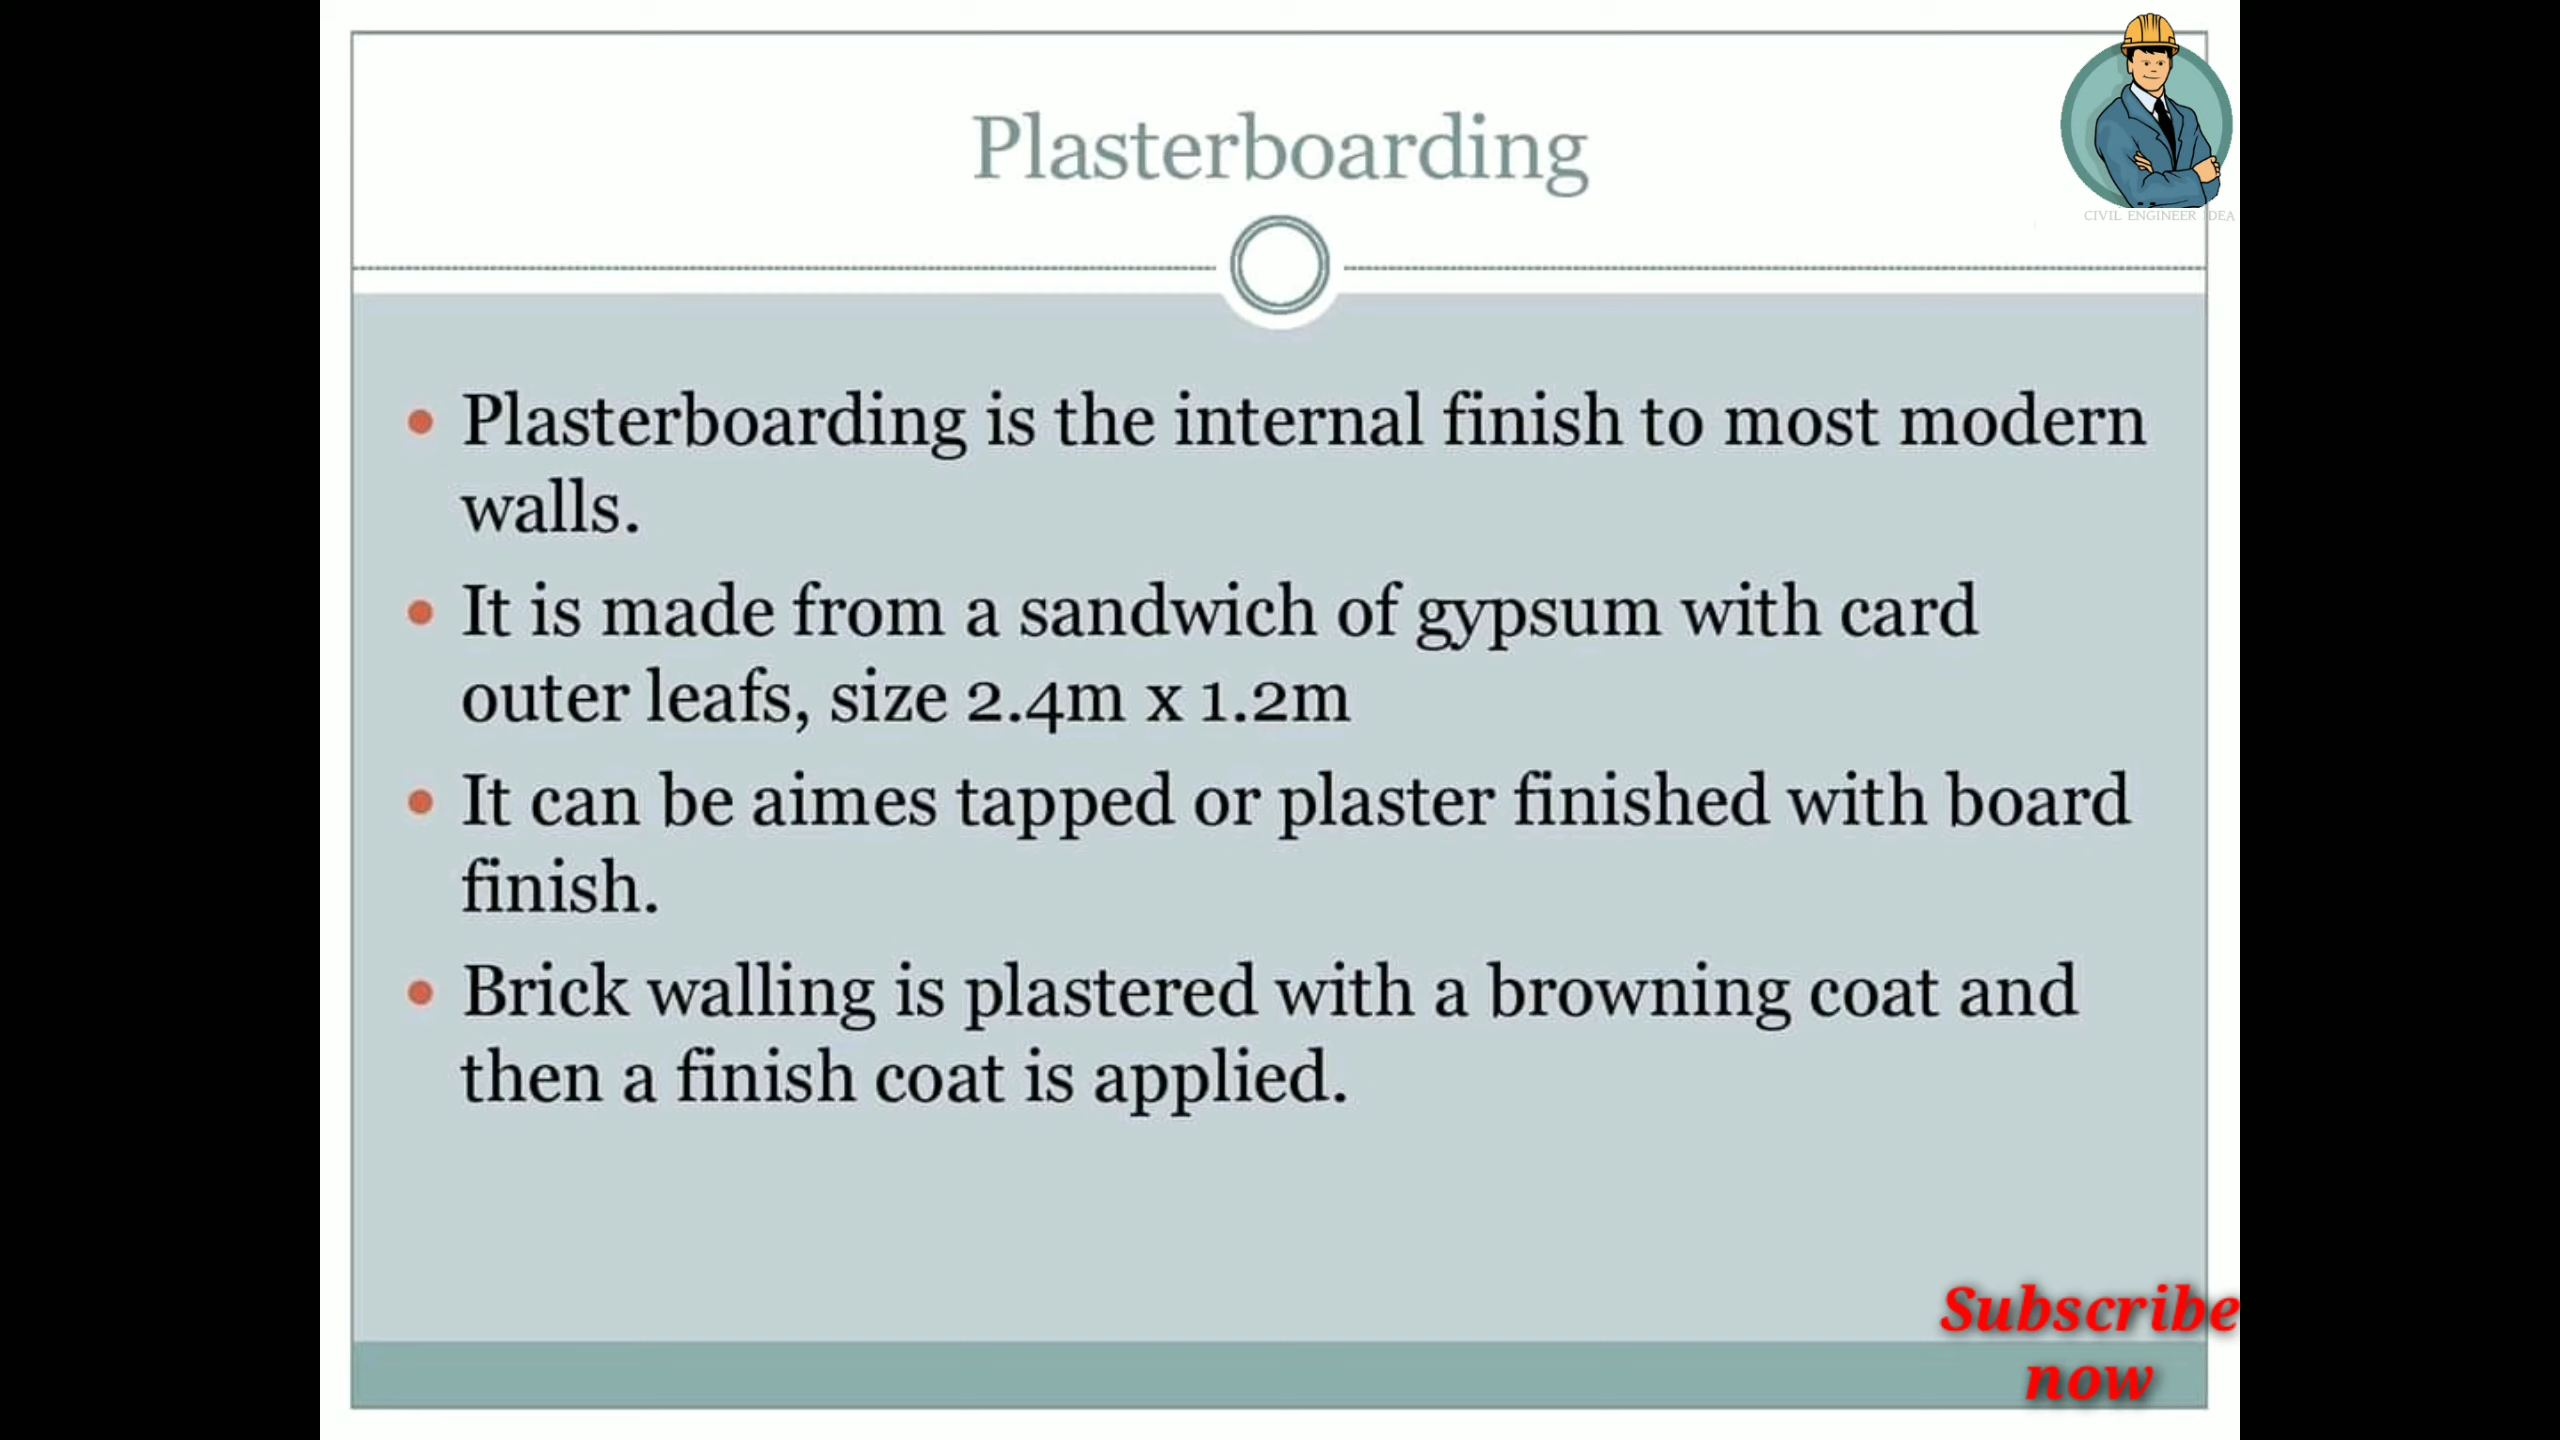 Plasterboarding
CIVIL ENGINEER IDEA
• Plasterboarding is the internal finish to most modern
walls.
• It is made from a sandwich of gypsum with card
outer leafs, size 2.4m x 1.2m
• It can be aimes tapped or plaster finished with board
finish.
• Brick walling is plastered with a browning coat and
then a finish coat is applied.
Subscribe
now